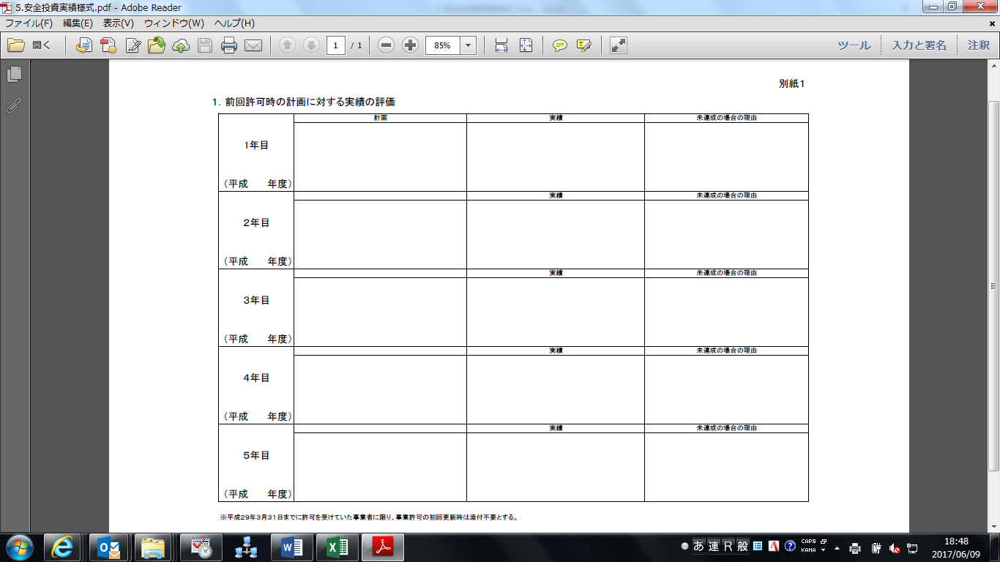 5.安全投資実績様式.pdf - Adobe Reader
ファイル(F) 編集(E) 表示(V) ウィンドウ(W) ヘルプ(H)
開く 1 / 1 85% ツール 入力と署名 注釈
別紙1
1．前回許可時の計画に対する実績の評価
計画 実績 未達成の場合の理由
1年目
（平成　　年度）
実績 未達成の場合の理由
2年目
（平成　　年度）
実績 未達成の場合の理由
3年目
（平成　　年度）
実績 未達成の場合の理由
4年目
（平成　　年度）
実績 未達成の場合の理由
5年目
（平成　　年度）
※平成29年3月31日までに許可を受けていた事業者に限り、事業許可の初回更新時は添付不要とする。
あ 連 R 般 CAPS KANA 18:48
2017/06/09